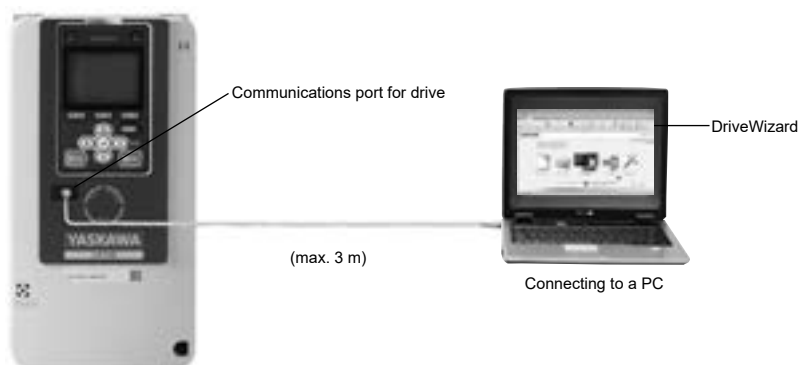 Communications port for drive
DriveWizard
YASKAWA
(max. 3 m)
Connecting to a PC